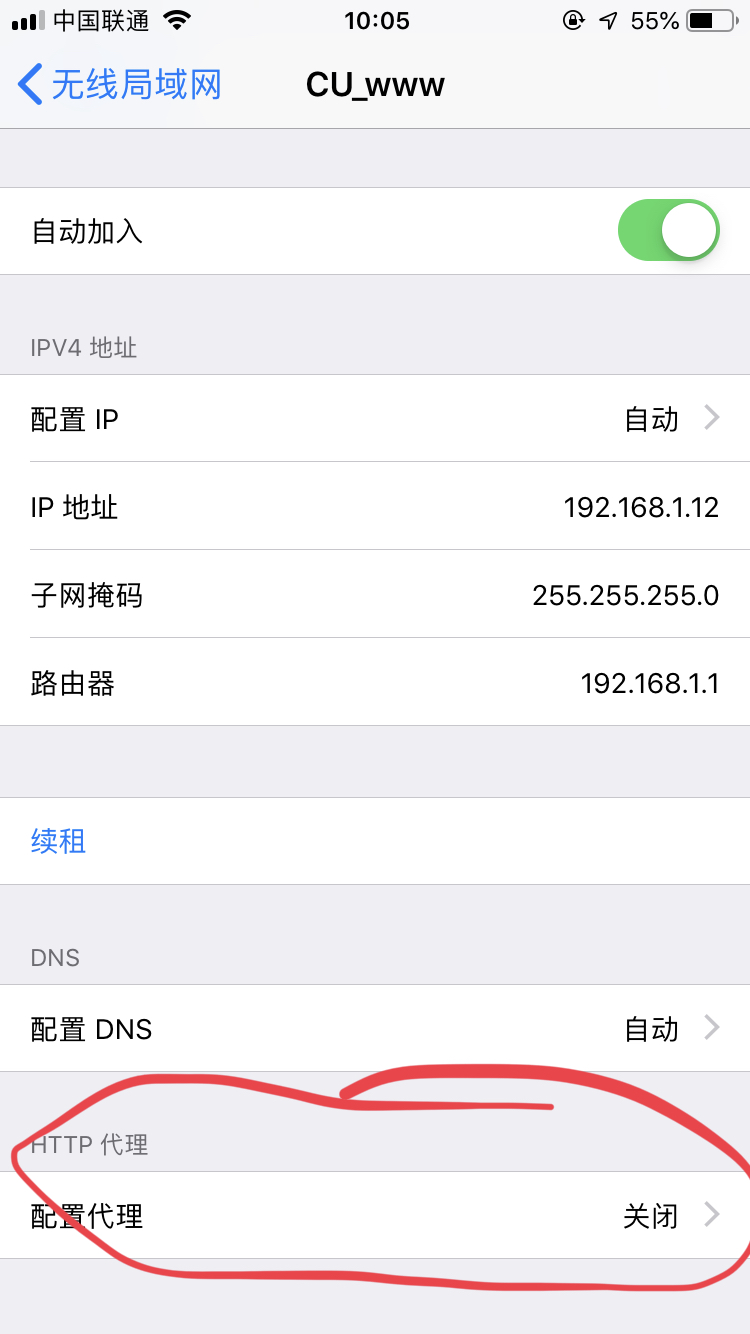 中国联通 10:05 55%
无线局域网 CU_www
自动加入
IPV4 地址
配置 IP 自动
IP 地址 192.168.1.12
子网掩码 255.255.255.0
路由器 192.168.1.1
续租
DNS
配置 DNS 自动
HTTP 代理
配置代理 关闭